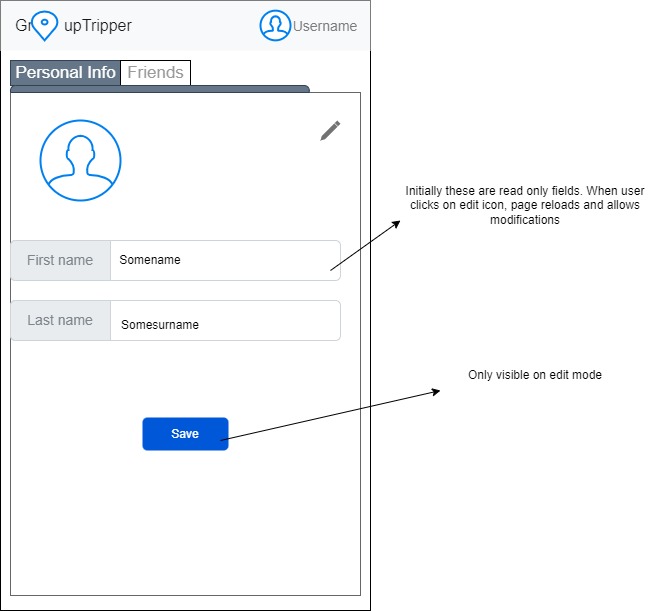 Gr upTripper
Username
Personal Info
Friends
First name
Somename
Last name
Somesurname
Save
Initially these are read only fields. When user
clicks on edit icon, page reloads and allows
modifications
Only visible on edit mode